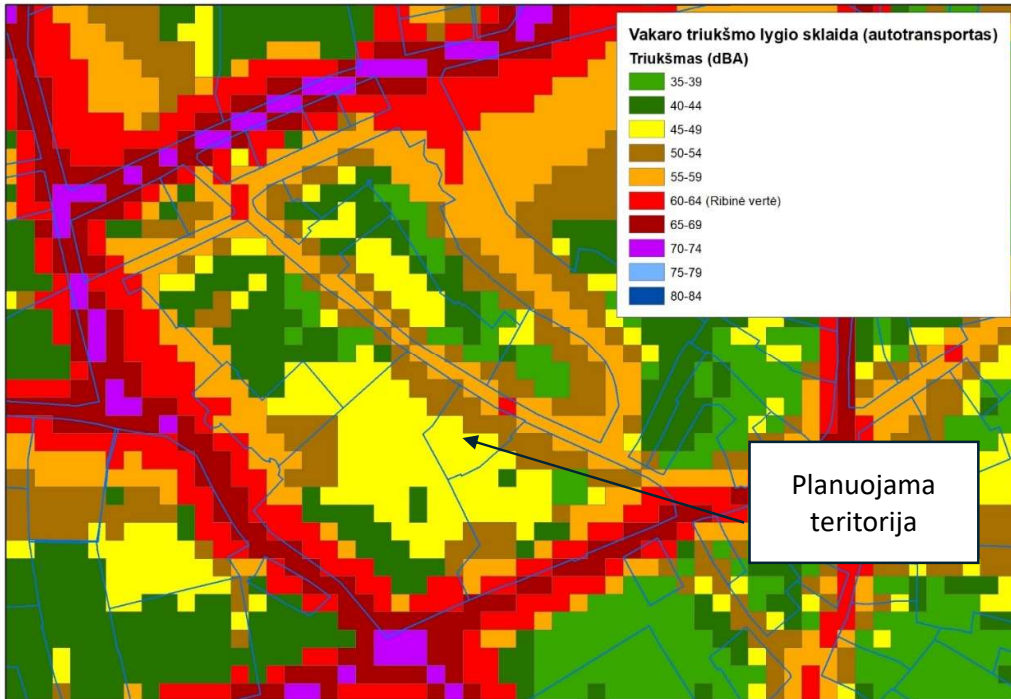 Vakaro triukšmo lygio sklaida (autotransportas)
Triukšmas (dBA)
35-39
40-44
45-49
50-54
55-59
60-64 (Ribinė vertė)
65-69
70-74
75-79
80-84
Planuojama
teritorija